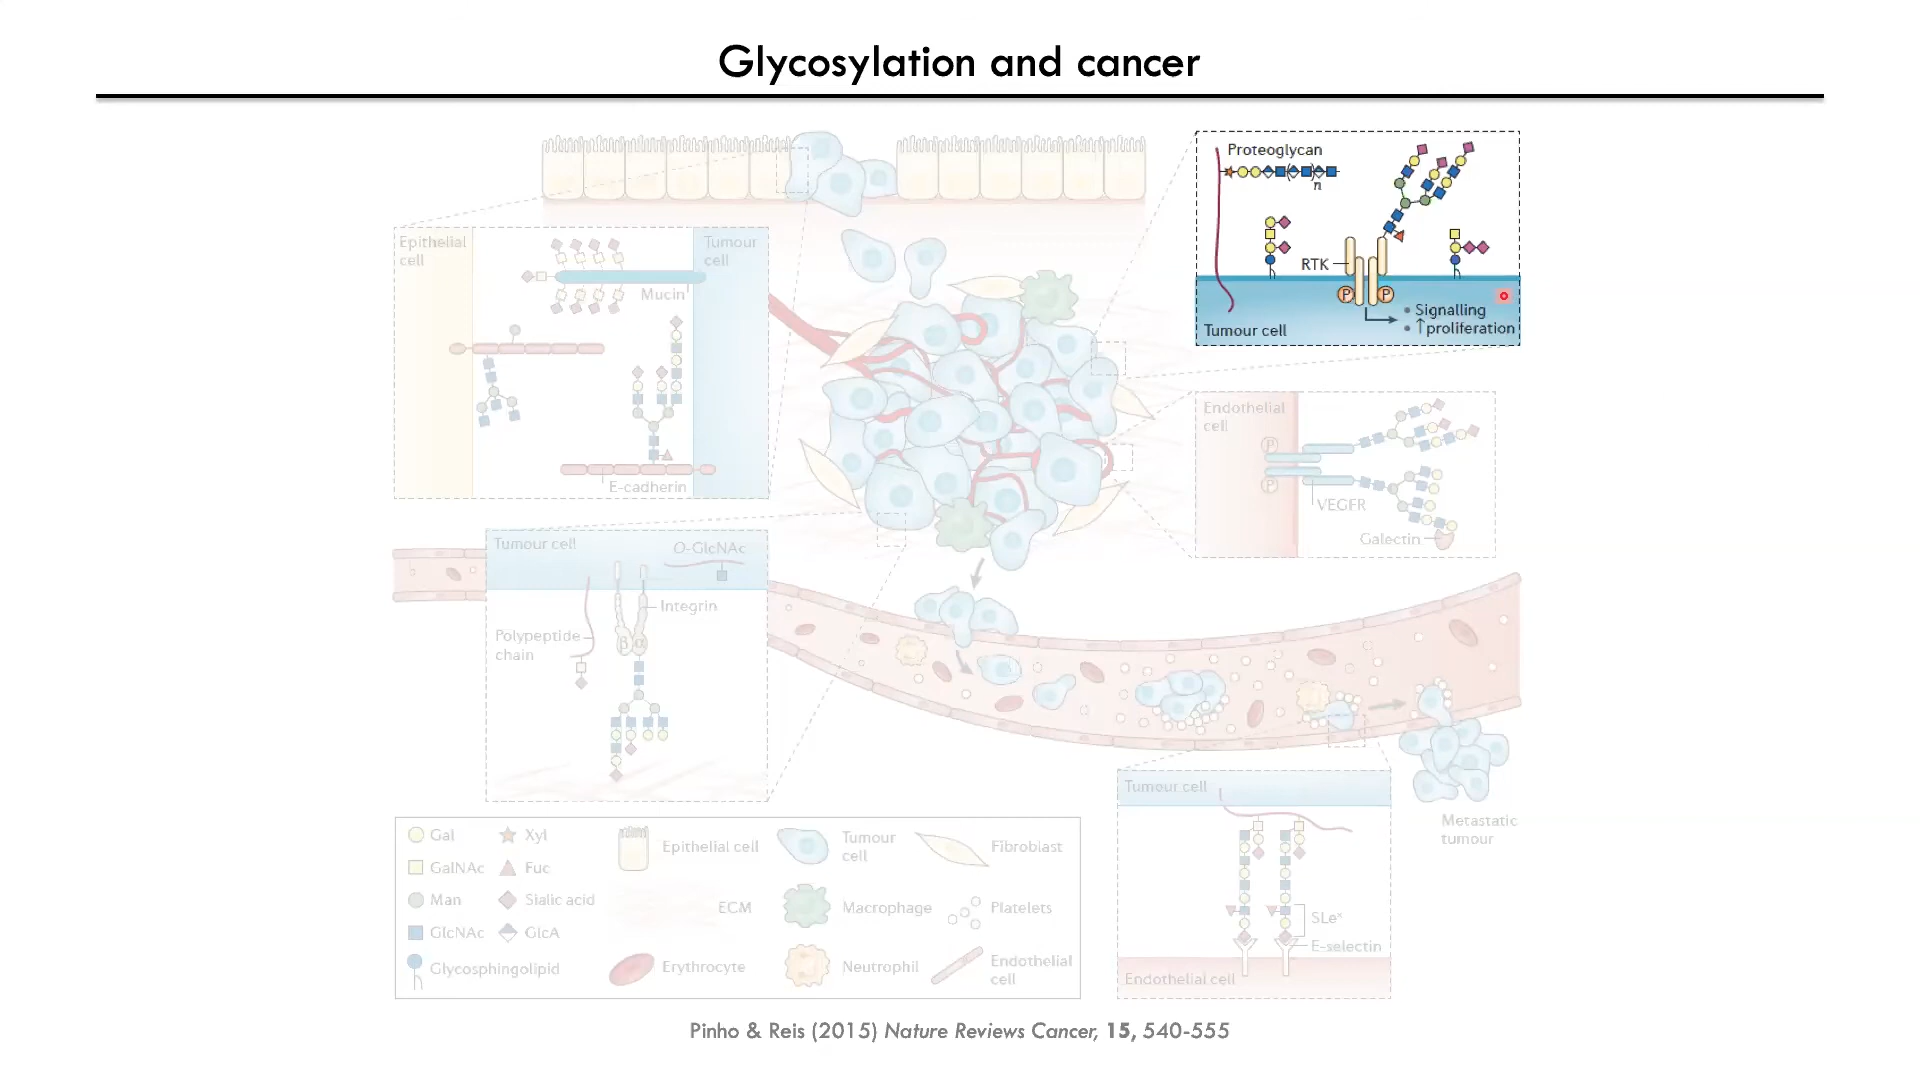 Glycosylation and cancer
Epithelial
cell
Tumour
cell
Mucin
E-cadherin
Proteoglycan
n
RTK
P P
Tumour cell
• Signalling
• ↑proliferation
Endothelial
cell
P
P
VEGFR
Galectin
Tumour cell
O-GlcNAc
Integrin
Polypeptide
chain
β α
Metastatic
tumour
Gal
Xyl
GalNAc
Fuc
Man
Sialic acid
GlcNAc
GlcA
Glycosphingolipid
Epithelial cell
Tumour
cell
Fibroblast
ECM
Macrophage
Platelets
Erythrocyte
Neutrophil
Endothelial
cell
Tumour cell
SLeˣ
E-selectin
Endothelial cell
Pinho & Reis (2015) Nature Reviews Cancer, 15, 540-555